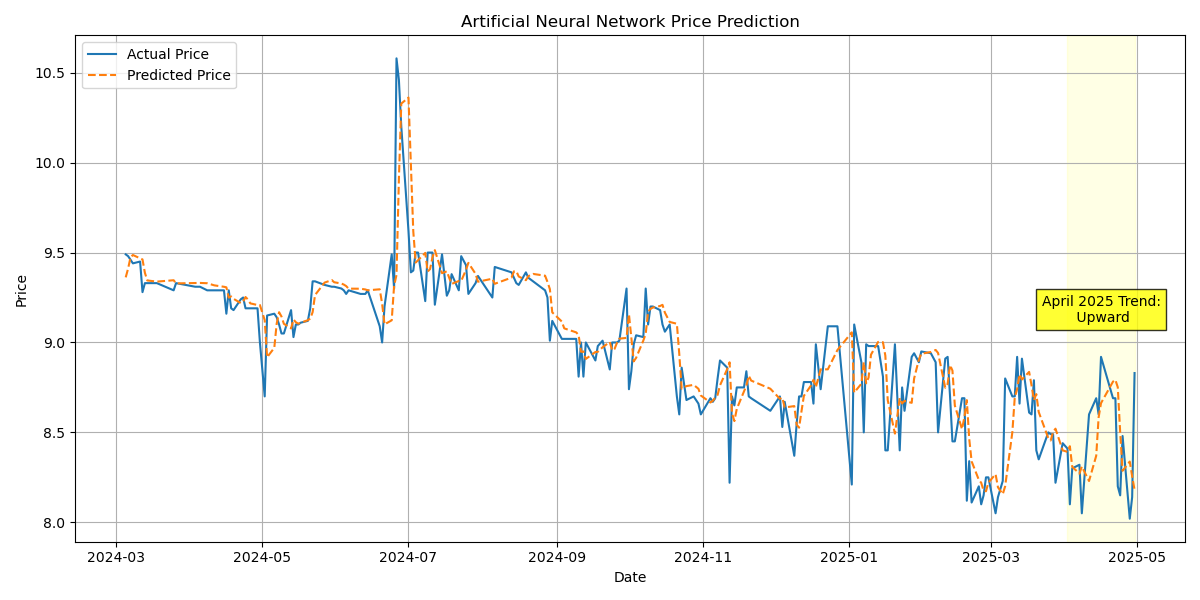 Artificial Neural Network Price Prediction
Actual Price
Predicted Price
Price
10.5
10.0
9.5
9.0
8.5
8.0
April 2025 Trend:
Upward
2024-03
2024-05
2024-07
2024-09
2024-11
2025-01
2025-03
2025-05
Date